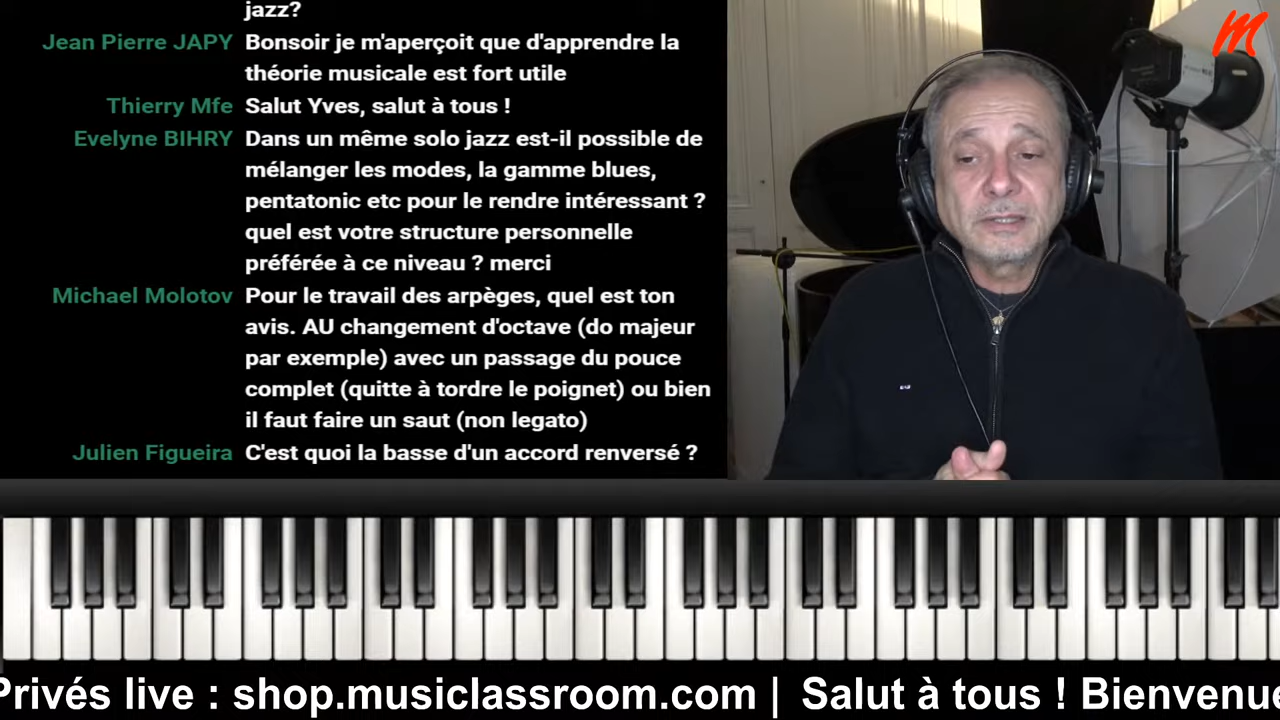 jazz?
Jean Pierre JAPY Bonsoir je m'aperçoit que d'apprendre la
théorie musicale est fort utile
Thierry Mfe Salut Yves, salut à tous !
Evelyne BIHRY Dans un même solo jazz est-il possible de
mélanger les modes, la gamme blues,
pentatonic etc pour le rendre intéressant ?
quel est votre structure personnelle
préférée à ce niveau ? merci
Michael Molotov Pour le travail des arpèges, quel est ton
avis. AU changement d'octave (do majeur
par exemple) avec un passage du pouce
complet (quitte à tordre le poignet) ou bien
il faut faire un saut (non legato)
Julien Figueira C'est quoi la basse d'un accord renversé ?
M
Privés live : shop.musiclassroom.com | Salut à tous ! Bienvenue